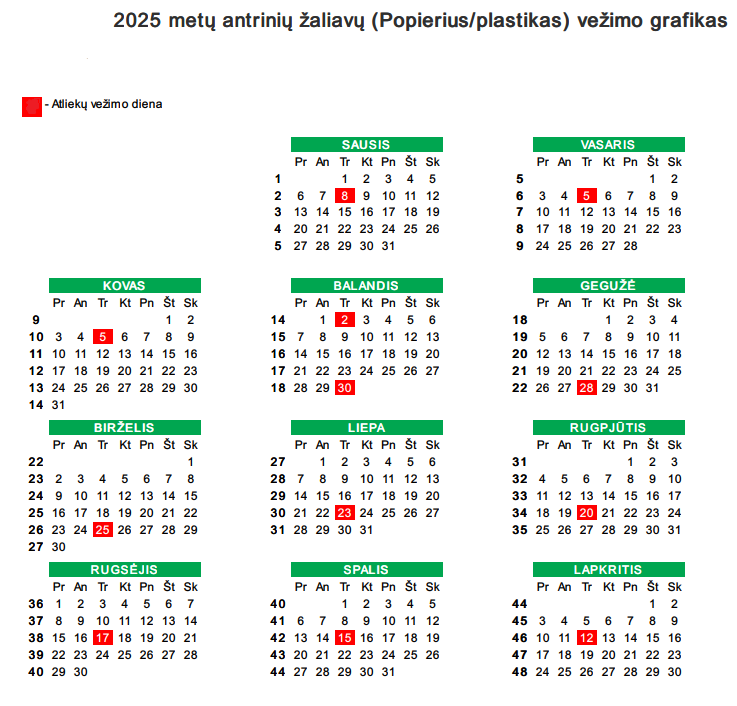 2025 metų antrinių žaliavų (Popierius/plastikas) vežimo grafikas
- Atliekų vežimo diena
SAUSIS
Pr An Tr Kt Pn Št Sk
1 1 2 3 4 5
2 6 7 8 9 10 11 12
3 13 14 15 16 17 18 19
4 20 21 22 23 24 25 26
5 27 28 29 30 31
VASARIS
Pr An Tr Kt Pn Št Sk
5 1 2
6 3 4 5 6 7 8 9
7 10 11 12 13 14 15 16
8 17 18 19 20 21 22 23
9 24 25 26 27 28
KOVAS
Pr An Tr Kt Pn Št Sk
9 1 2
10 3 4 5 6 7 8 9
11 10 11 12 13 14 15 16
12 17 18 19 20 21 22 23
13 24 25 26 27 28 29 30
14 31
BALANDIS
Pr An Tr Kt Pn Št Sk
14 1 2 3 4 5 6
15 7 8 9 10 11 12 13
16 14 15 16 17 18 19 20
17 21 22 23 24 25 26 27
18 28 29 30
GEGUŽĖ
Pr An Tr Kt Pn Št Sk
18 1 2 3 4
19 5 6 7 8 9 10 11
20 12 13 14 15 16 17 18
21 19 20 21 22 23 24 25
22 26 27 28 29 30 31
BIRŽELIS
Pr An Tr Kt Pn Št Sk
22 1
23 2 3 4 5 6 7 8
24 9 10 11 12 13 14 15
25 16 17 18 19 20 21 22
26 23 24 25 26 27 28 29
27 30
LIEPA
Pr An Tr Kt Pn Št Sk
27 1 2 3 4 5 6
28 7 8 9 10 11 12 13
29 14 15 16 17 18 19 20
30 21 22 23 24 25 26 27
31 28 29 30 31
RUGPJŪTIS
Pr An Tr Kt Pn Št Sk
31 1 2 3
32 4 5 6 7 8 9 10
33 11 12 13 14 15 16 17
34 18 19 20 21 22 23 24
35 25 26 27 28 29 30 31
RUGSĖJIS
Pr An Tr Kt Pn Št Sk
36 1 2 3 4 5 6 7
37 8 9 10 11 12 13 14
38 15 16 17 18 19 20 21
39 22 23 24 25 26 27 28
40 29 30
SPALIS
Pr An Tr Kt Pn Št Sk
40 1 2 3 4 5
41 6 7 8 9 10 11 12
42 13 14 15 16 17 18 19
43 20 21 22 23 24 25 26
44 27 28 29 30 31
LAPKRITIS
Pr An Tr Kt Pn Št Sk
44 1 2
45 3 4 5 6 7 8 9
46 10 11 12 13 14 15 16
47 17 18 19 20 21 22 23
48 24 25 26 27 28 29 30